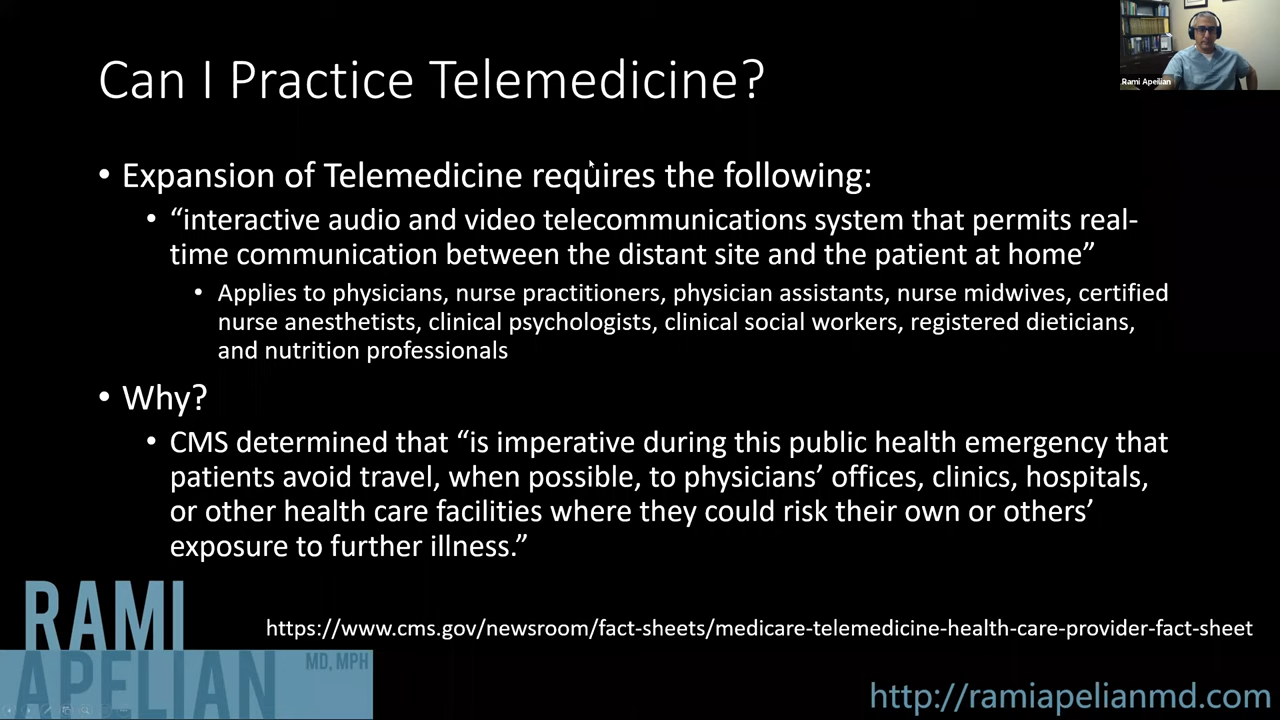 Can I Practice Telemedicine?
Rami Apelian
• Expansion of Telemedicine requires the following:
• “interactive audio and video telecommunications system that permits real-
time communication between the distant site and the patient at home”
• Applies to physicians, nurse practitioners, physician assistants, nurse midwives, certified
nurse anesthetists, clinical psychologists, clinical social workers, registered dieticians,
and nutrition professionals
• Why?
• CMS determined that “is imperative during this public health emergency that
patients avoid travel, when possible, to physicians’ offices, clinics, hospitals,
or other health care facilities where they could risk their own or others’
exposure to further illness.”
RAMI
APELIAN
MD, MPH
https://www.cms.gov/newsroom/fact-sheets/medicare-telemedicine-health-care-provider-fact-sheet
http://ramiapelianmd.com